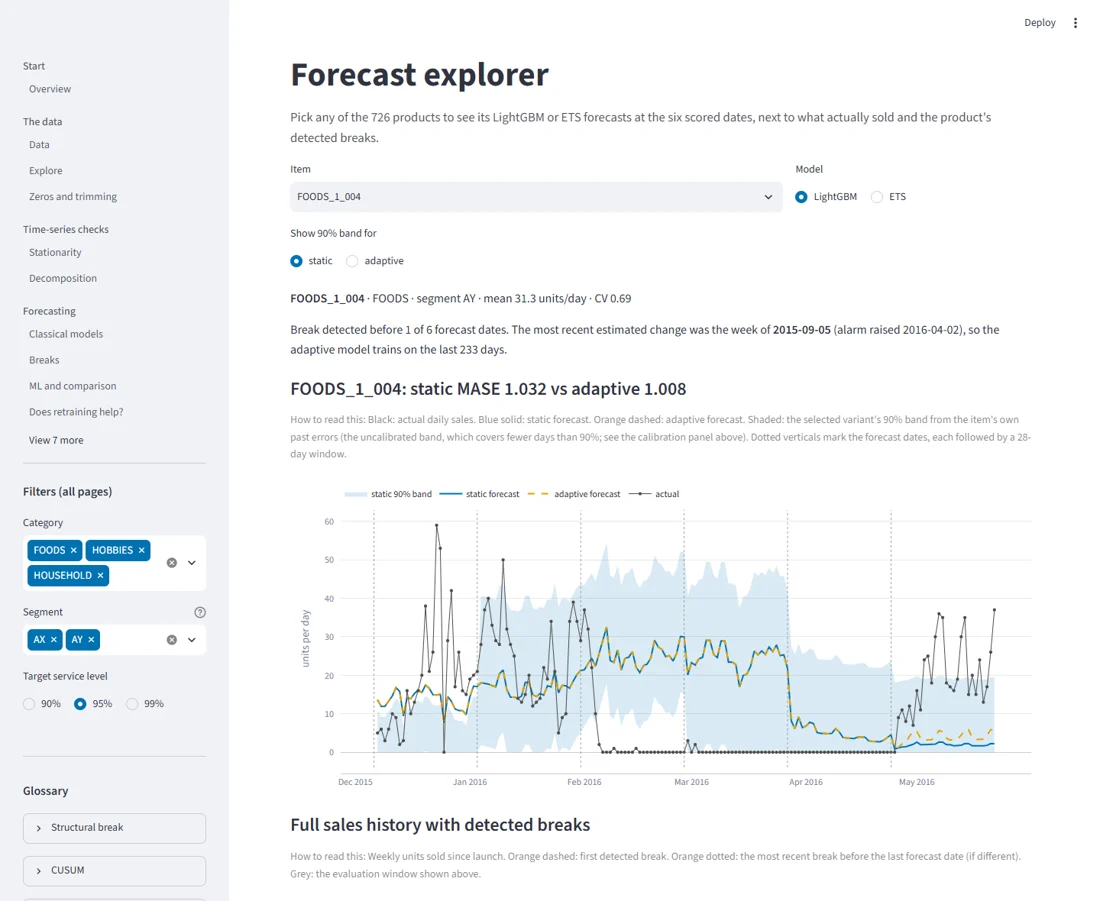 Deploy
Start
Overview
The data
Data
Explore
Zeros and trimming
Time-series checks
Stationarity
Decomposition
Forecasting
Classical models
Breaks
ML and comparison
Does retraining help?
View 7 more
Filters (all pages)
Category
FOODS × HOBBIES ×
HOUSEHOLD ×
Segment
AX × AY ×
Target service level
90% 95% 99%
Glossary
Structural break
CUSUM
Forecast explorer
Pick any of the 726 products to see its LightGBM or ETS forecasts at the six scored dates, next to what actually sold and the product's
detected breaks.
Item
Model
FOODS_1_004
LightGBM ETS
Show 90% band for
static adaptive
FOODS_1_004 · FOODS · segment AY · mean 31.3 units/day · CV 0.69
Break detected before 1 of 6 forecast dates. The most recent estimated change was the week of 2015-09-05 (alarm raised 2016-04-02), so the
adaptive model trains on the last 233 days.
FOODS_1_004: static MASE 1.032 vs adaptive 1.008
How to read this: Black: actual daily sales. Blue solid: static forecast. Orange dashed: adaptive forecast. Shaded: the selected variant's 90% band from the item's own
past errors (the uncalibrated band, which covers fewer days than 90%; see the calibration panel above). Dotted verticals mark the forecast dates, each followed by a 28-
day window.
static 90% band static forecast adaptive forecast actual
units per day
60
50
40
30
20
10
0
Dec 2015 Jan 2016 Feb 2016 Mar 2016 Apr 2016 May 2016
Full sales history with detected breaks
How to read this: Weekly units sold since launch. Orange dashed: first detected break. Orange dotted: the most recent break before the last forecast date (if different).
Grey: the evaluation window shown above.